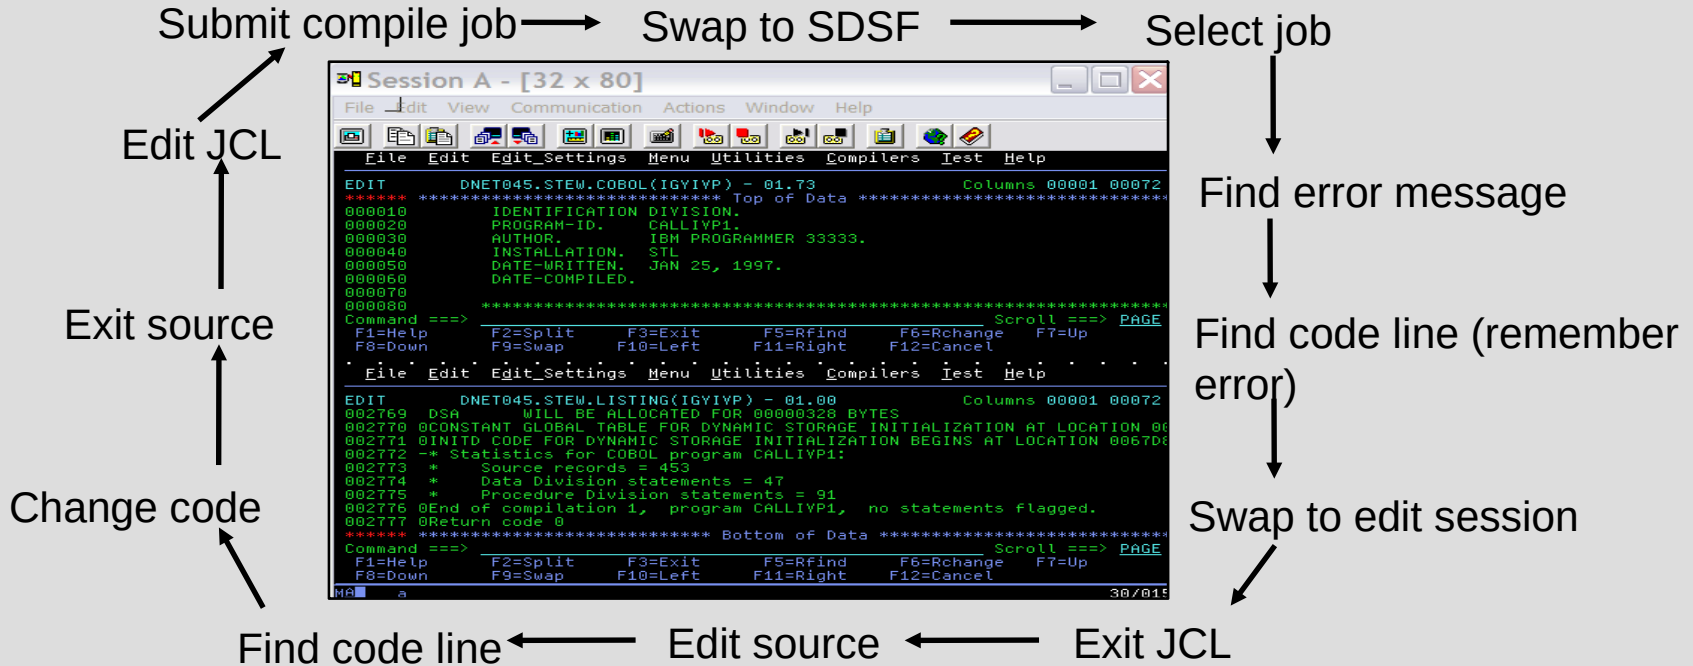 Submit compile job
Swap to SDSF
Select job
Find error message
Find code line (remember
error)
Swap to edit session
Exit JCL
Edit source
Find code line
Change code
Exit source
Edit JCL
Session A - [32 x 80]
File Edit View Communication Actions Window Help
File Edit Edit_Settings Menu Utilities Compilers Test Help
EDIT DNET045.STEW.COBOL(IGYIVP) - 01.73 Columns 00001 00072
****** **************************** Top of Data ******************************
000010 IDENTIFICATION DIVISION.
000020 PROGRAM-ID. CALLIVP1.
000030 AUTHOR. IBM PROGRAMMER 33333.
000040 INSTALLATION. STL
000050 DATE-WRITTEN. JAN 25, 1997.
000060 DATE-COMPILED.
000070
000080 ******************************************************************
Command ===> Scroll ===> PAGE
F1=Help F2=Split F3=Exit F5=Rfind F6=Rchange F7=Up
F8=Down F9=Swap F10=Left F11=Right F12=Cancel
File Edit Edit_Settings Menu Utilities Compilers Test Help
EDIT DNET045.STEW.LISTING(IGYIVP) - 01.00 Columns 00001 00072
002769 DSA WILL BE ALLOCATED FOR 00000328 BYTES
002770 0CONSTANT GLOBAL TABLE FOR DYNAMIC STORAGE INITIALIZATION AT LOCATION 00
002771 0INITD CODE FOR DYNAMIC STORAGE INITIALIZATION BEGINS AT LOCATION 0067D8
002772 -* Statistics for COBOL program CALLIVP1:
002773 * Source records = 453
002774 * Data Division statements = 47
002775 * Procedure Division statements = 91
002776 0End of compilation 1, program CALLIVP1, no statements flagged.
002777 0Return code 0
****** *************************** Bottom of Data ****************************
Command ===> Scroll ===> PAGE
F1=Help F2=Split F3=Exit F5=Rfind F6=Rchange F7=Up
F8=Down F9=Swap F10=Left F11=Right F12=Cancel
MA a 30/015